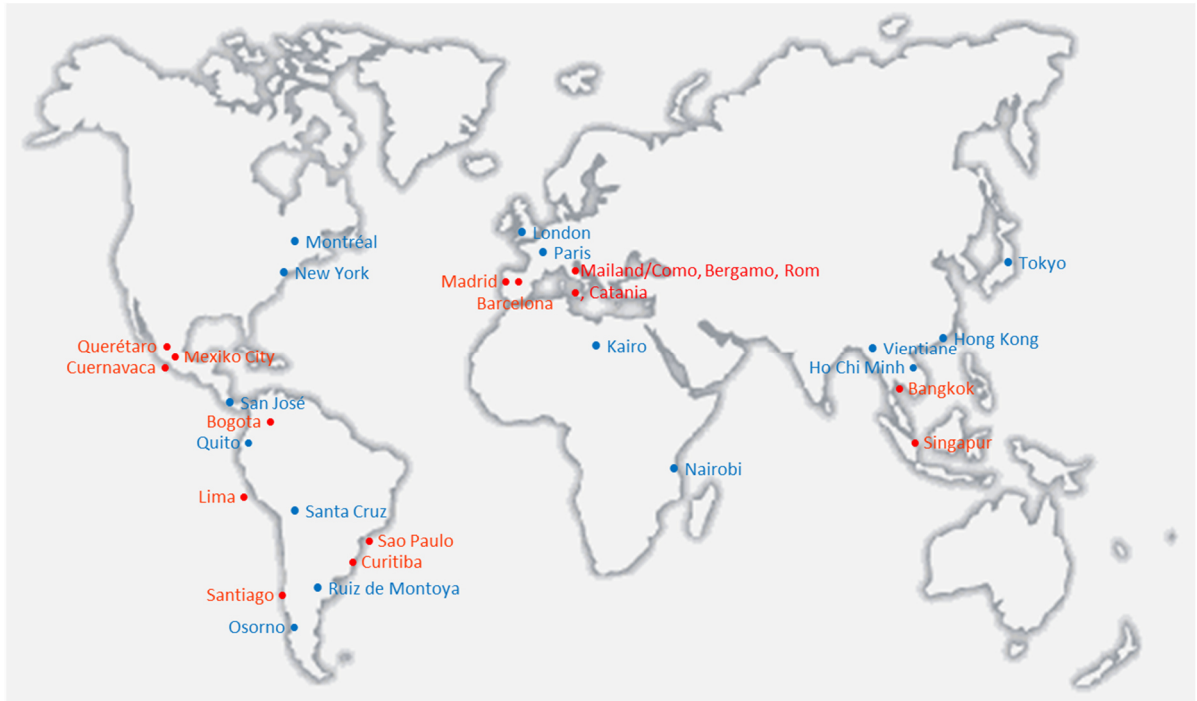 London
Montréal
Paris
Tokyo
New York
Mailand/Como, Bergamo, Rom
Madrid
, Catania
Barcelona
Hong Kong
Querétaro
Kairo
Vientiane
Mexiko City
Cuernavaca
Ho Chi Minh
Bangkok
San José
Bogota
Quito
Singapur
Nairobi
Lima
Santa Cruz
Sao Paulo
Curitiba
Ruiz de Montoya
Santiago
Osorno